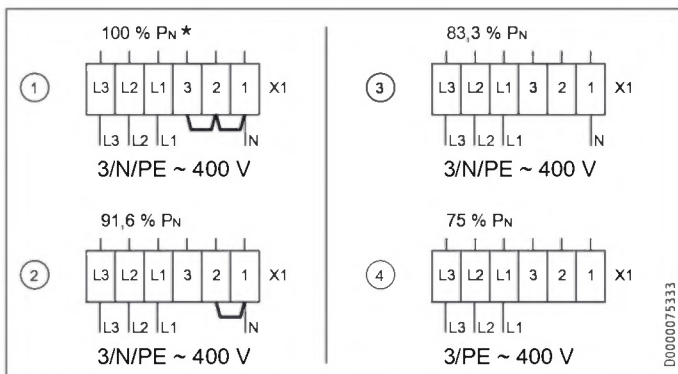 100 % PN *
1
L3 L2 L1 3 2 1 X1
L3 L2 L1 N
3/N/PE ~ 400 V
91,6 % PN
2
L3 L2 L1 3 2 1 X1
L3 L2 L1 N
3/N/PE ~ 400 V
83,3 % PN
3
L3 L2 L1 3 2 1 X1
L3 L2 L1 N
3/N/PE ~ 400 V
75 % PN
4
L3 L2 L1 3 2 1 X1
L3 L2 L1
3/PE ~ 400 V
D0000075333